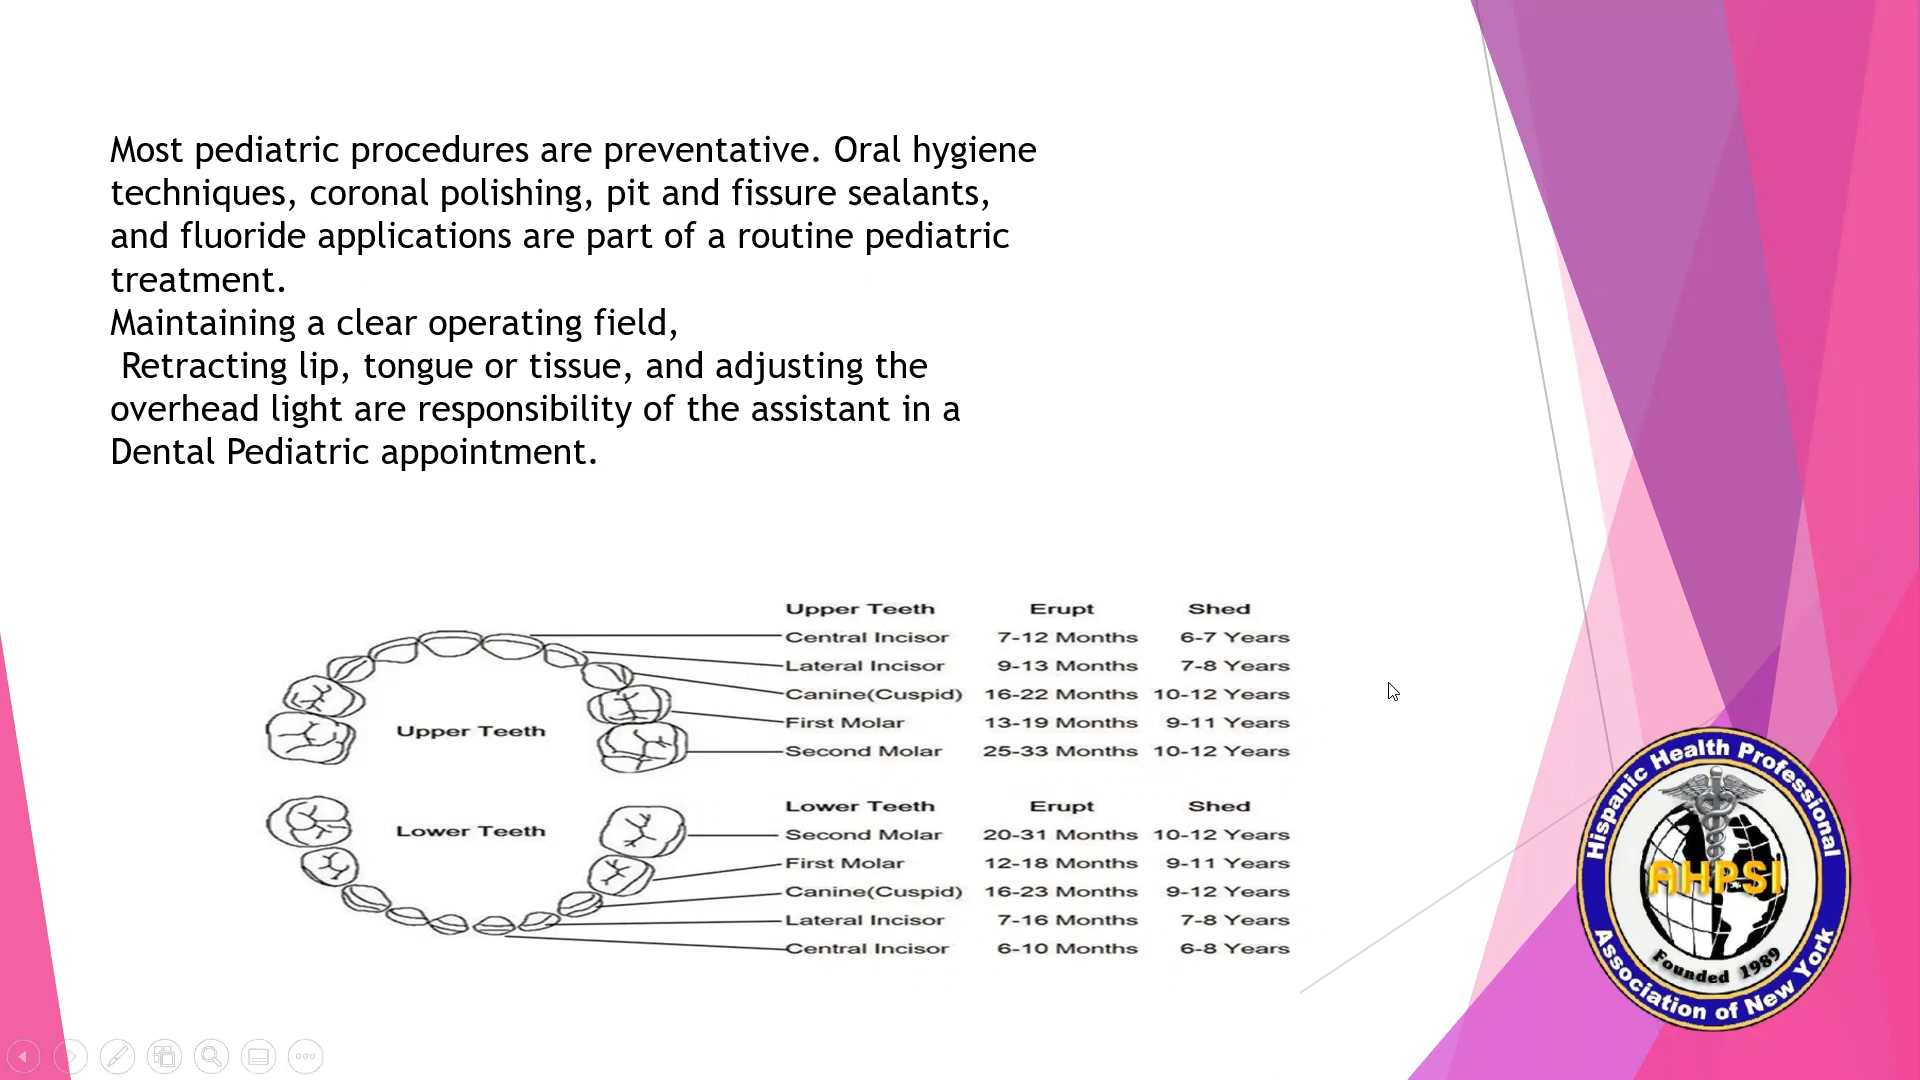 Most pediatric procedures are preventative. Oral hygiene
techniques, coronal polishing, pit and fissure sealants,
and fluoride applications are part of a routine pediatric
treatment.
Maintaining a clear operating field,
Retracting lip, tongue or tissue, and adjusting the
overhead light are responsibility of the assistant in a
Dental Pediatric appointment.
Upper Teeth Erupt Shed
Central Incisor 7-12 Months 6-7 Years
Lateral Incisor 9-13 Months 7-8 Years
Canine(Cuspid) 16-22 Months 10-12 Years
First Molar 13-19 Months 9-11 Years
Second Molar 25-33 Months 10-12 Years
Upper Teeth
Lower Teeth Erupt Shed
Second Molar 20-31 Months 10-12 Years
First Molar 12-18 Months 9-11 Years
Canine(Cuspid) 16-23 Months 9-12 Years
Lateral Incisor 7-16 Months 7-8 Years
Central Incisor 6-10 Months 6-8 Years
Lower Teeth
Hispanic Health Professional
AHPSI
Founded 1989
Association of New York